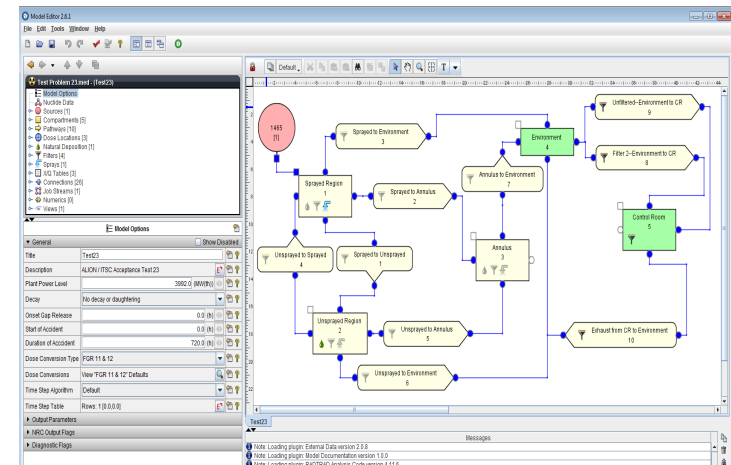 Model Editor 2.6.1
File Edit Tools Window Help
Default
Test Problem 23.med - (Test23)
Model Options
Nuclide Data
Sources [1]
Compartments [5]
Pathways [10]
Dose Locations [3]
Natural Deposition [1]
Filters [4]
Sprays [1]
X/Q Tables [3]
Connections [26]
Job Streams [1]
Numerics [0]
Views [1]
Model Options
General Show Disabled
Title Test23
Description ALION / ITSC Acceptance Test 23
Plant Power Level 3992.0 (MW(th))
Decay No decay or daughtering
Onset Gap Release 0.0 (h)
Start of Accident 0.0 (h)
Duration of Accident 720.0 (h)
Dose Conversion Type FGR 11 & 12
Dose Conversions View "FGR 11 & 12" Defaults
Time Step Algorithm Default
Time Step Table Rows: 1 [0.0,0.0]
Output Parameters
NRC Output Flags
Diagnostic Flags
1465
[1]
Sprayed to Environment
3
Environment
4
Unfiltered-Environment to CR
9
Filter 2-Environment to CR
8
Sprayed Region
1
Sprayed to Annulus
2
Annulus to Environment
7
Control Room
5
Unsprayed to Sprayed
4
Sprayed to Unsprayed
1
Annulus
3
Unsprayed Region
2
Unsprayed to Annulus
5
Exhaust from CR to Environment
10
Unsprayed to Environment
6
Test23
Messages
Note: Loading plugin: External Data version 2.0.8
Note: Loading plugin: Model Documentation version 1.0.0